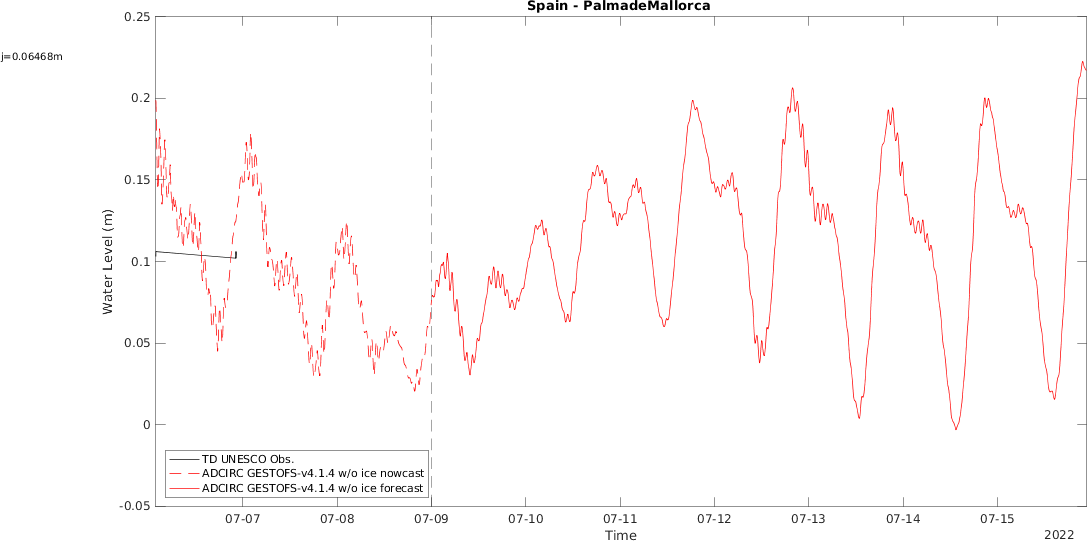 Spain - PalmadeMallorca
j=0.06468m
Water Level (m)
0.25
0.2
0.15
0.1
0.05
0
-0.05
TD UNESCO Obs.
ADCIRC GESTOFS-v4.1.4 w/o ice nowcast
ADCIRC GESTOFS-v4.1.4 w/o ice forecast
07-07 07-08 07-09 07-10 07-11 07-12 07-13 07-14 07-15
Time
2022